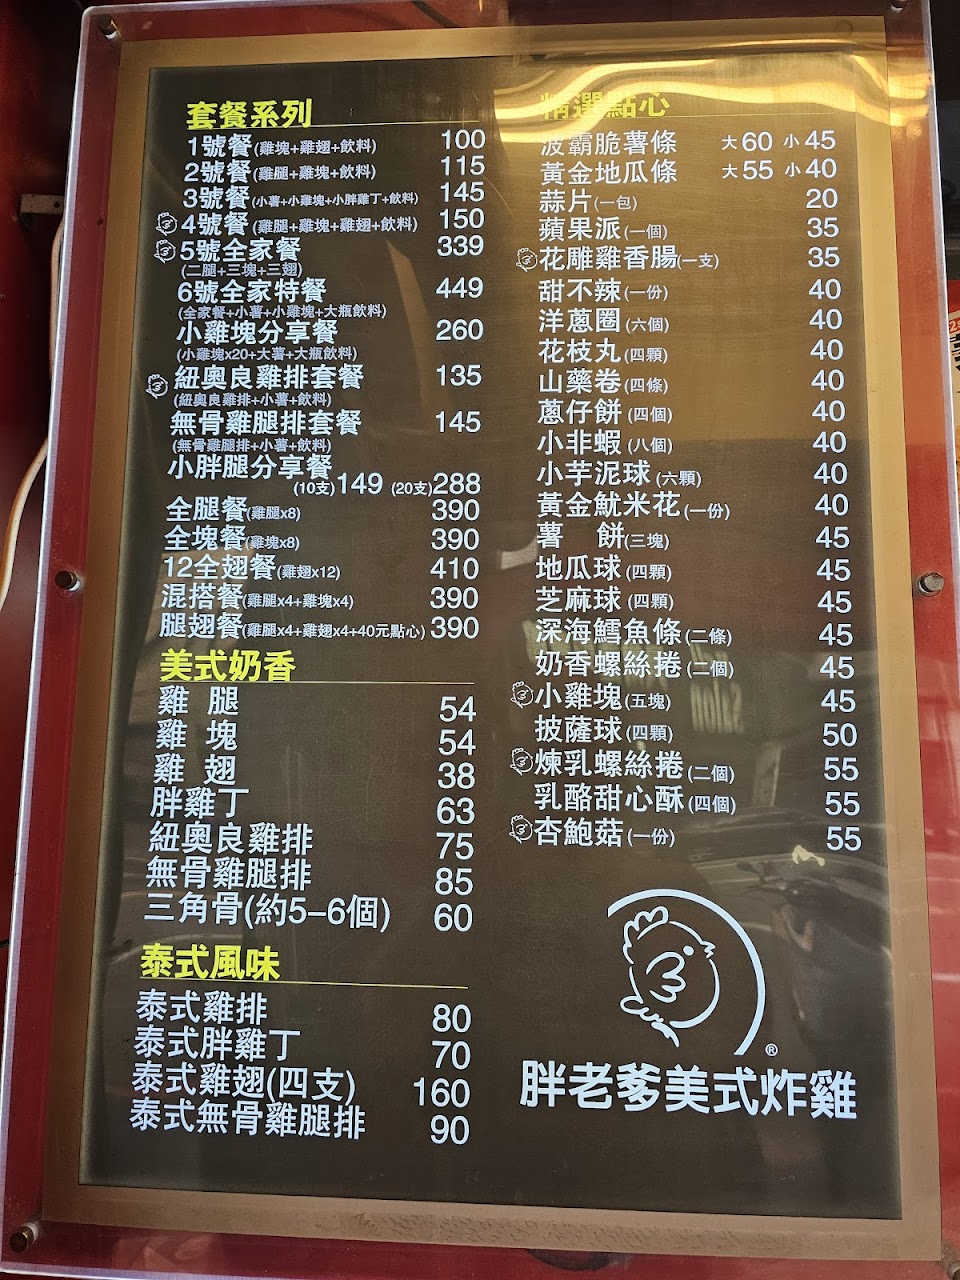 套餐系列
1號餐(雞塊+雞翅+飲料) 100
2號餐(雞腿+雞塊+飲料) 115
3號餐(小薯+小雞塊+小胖雞丁+飲料) 145
4號餐(雞腿+雞塊+雞翅+飲料) 150
5號全家餐 339
(二腿+三塊+三翅)
6號全家特餐 449
(全家餐+小薯+小雞塊+大瓶飲料)
小雞塊分享餐 260
(小雞塊x20+大薯+大瓶飲料)
紐奧良雞排套餐 135
(紐奧良雞排+小薯+飲料)
無骨雞腿排套餐 145
(無骨雞腿排+小薯+飲料)
小胖腿分享餐
(10支)149 (20支)288
全腿餐(雞腿x8) 390
全塊餐(雞塊x8) 390
12全翅餐(雞翅x12) 410
混搭餐(雞腿x4+雞塊x4) 390
腿翅餐(雞腿x4+雞翅x4+40元點心) 390
美式奶香
雞 腿 54
雞 塊 54
雞 翅 38
胖雞丁 63
紐奧良雞排 75
無骨雞腿排 85
三角骨(約5-6個) 60
泰式風味
泰式雞排 80
泰式胖雞丁 70
泰式雞翅(四支) 160
泰式無骨雞腿排 90
精選點心
波霸脆薯條 大60 小45
黃金地瓜條 大55 小40
蒜片(一包) 20
蘋果派(一個) 35
花雕雞香腸(一支) 35
甜不辣(一份) 40
洋蔥圈(六個) 40
花枝丸(四顆) 40
山藥卷(四條) 40
蔥仔餅(四個) 40
小非蝦(八個) 40
小芋泥球(六顆) 40
黃金魷米花(一份) 40
薯 餅(三塊) 45
地瓜球(四顆) 45
芝麻球(四顆) 45
深海鱈魚條(二條) 45
奶香螺絲捲(二個) 45
小雞塊(五塊) 45
披薩球(四顆) 50
煉乳螺絲捲(二個) 55
乳酪甜心酥(四個) 55
杏鮑菇(一份) 55
®
胖老爹美式炸雞